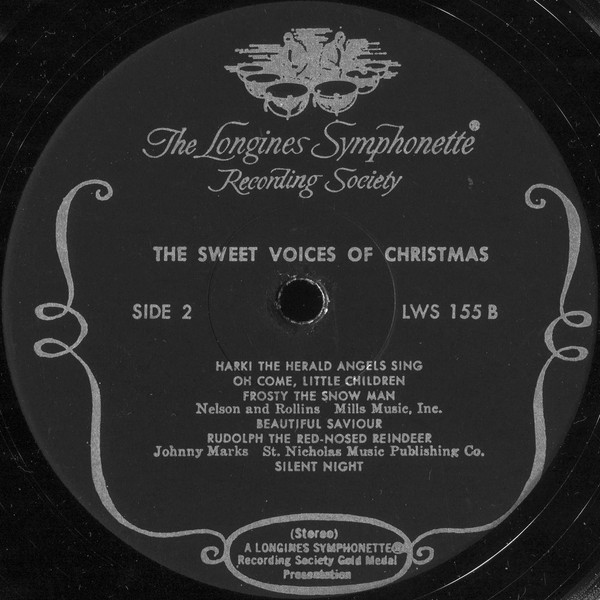 The Longines Symphonette®
Recording Society
THE SWEET VOICES OF CHRISTMAS
SIDE 2 LWS 155 B
HARKI THE HERALD ANGELS SING
OH COME, LITTLE CHILDREN
FROSTY THE SNOW MAN
Nelson and Rollins Mills Music, Inc.
BEAUTIFUL SAVIOUR
RUDOLPH THE RED-NOSED REINDEER
Johnny Marks St. Nicholas Music Publishing Co.
SILENT NIGHT
(Stereo)
A LONGINES SYMPHONETTE®
Recording Society Gold Medal
Presentation